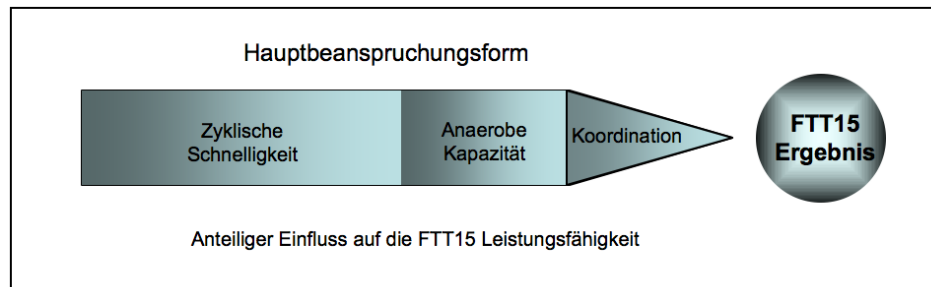 Hauptbeanspruchungsform
Zyklische
Schnelligkeit
Anaerobe
Kapazität
Koordination
FTT15
Ergebnis
Anteiliger Einfluss auf die FTT15 Leistungsfähigkeit